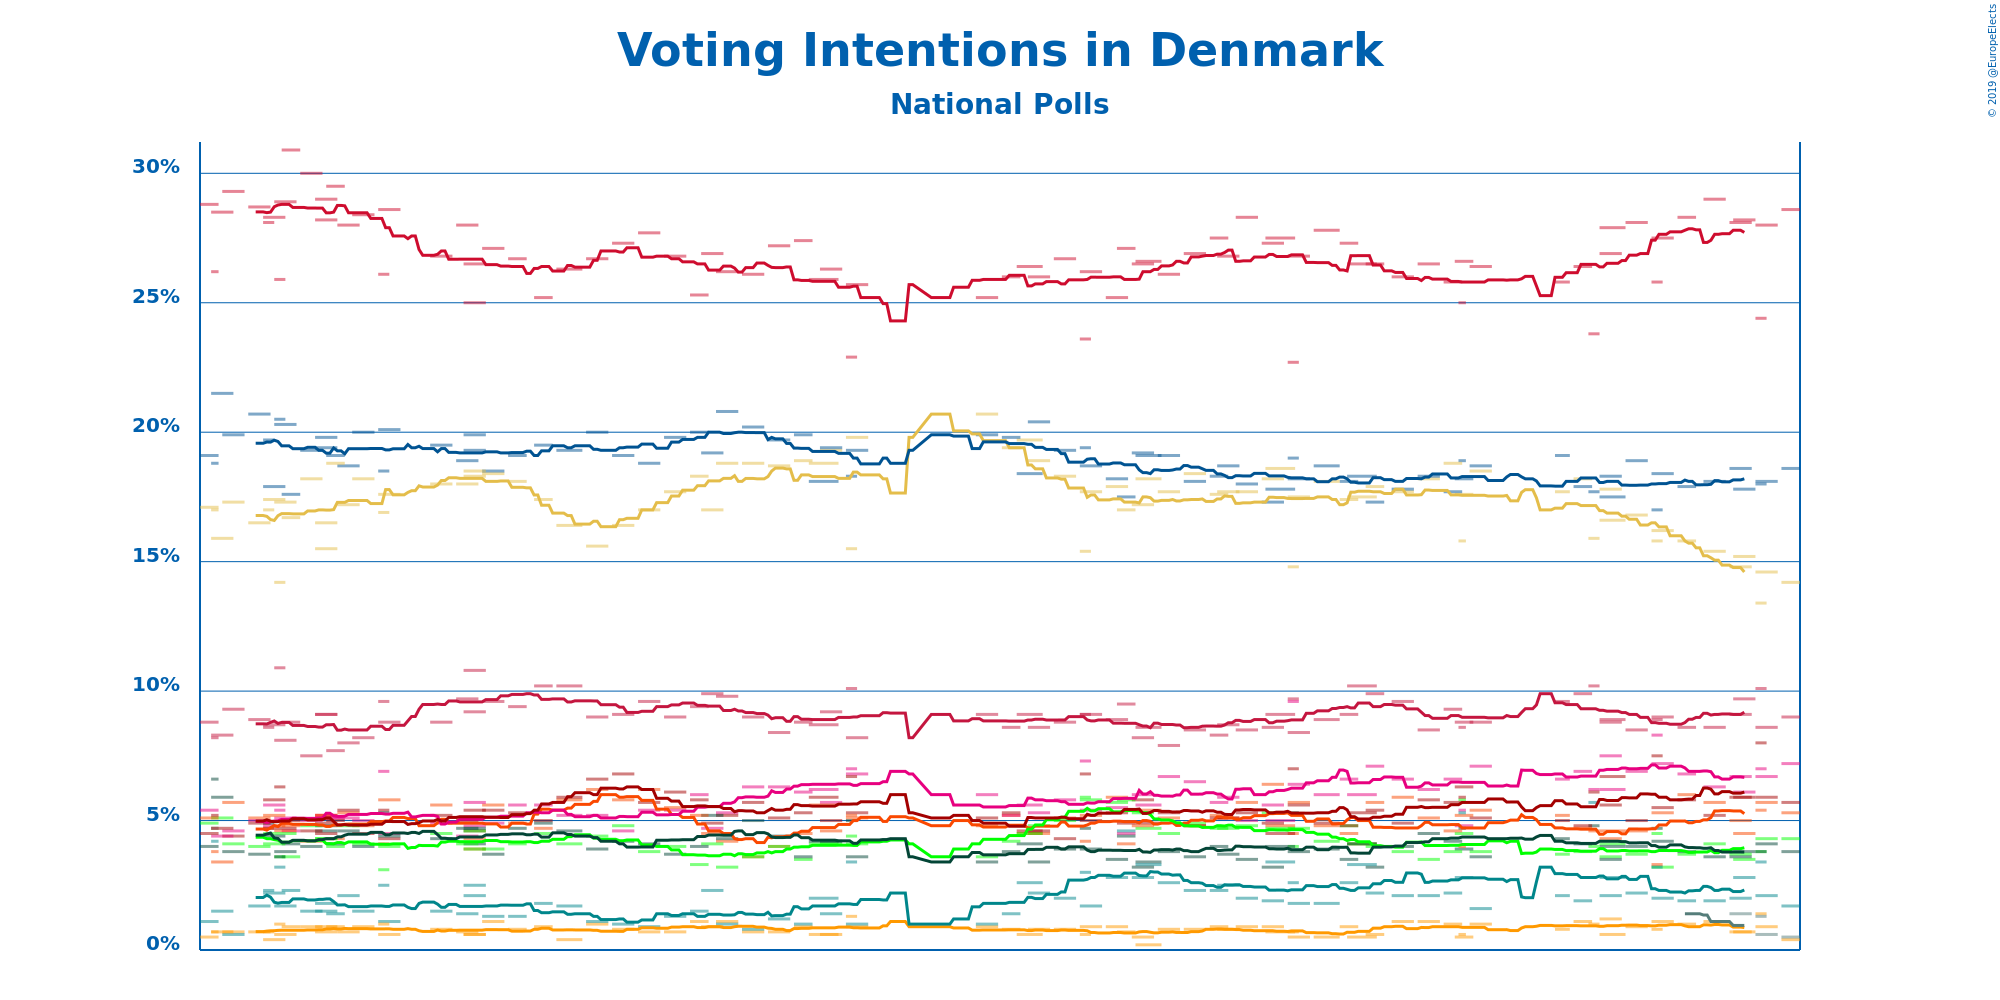 Voting Intentions in Denmark
National Polls
© 2019 @EuropeElects
30%
25%
20%
15%
10%
5%
0%